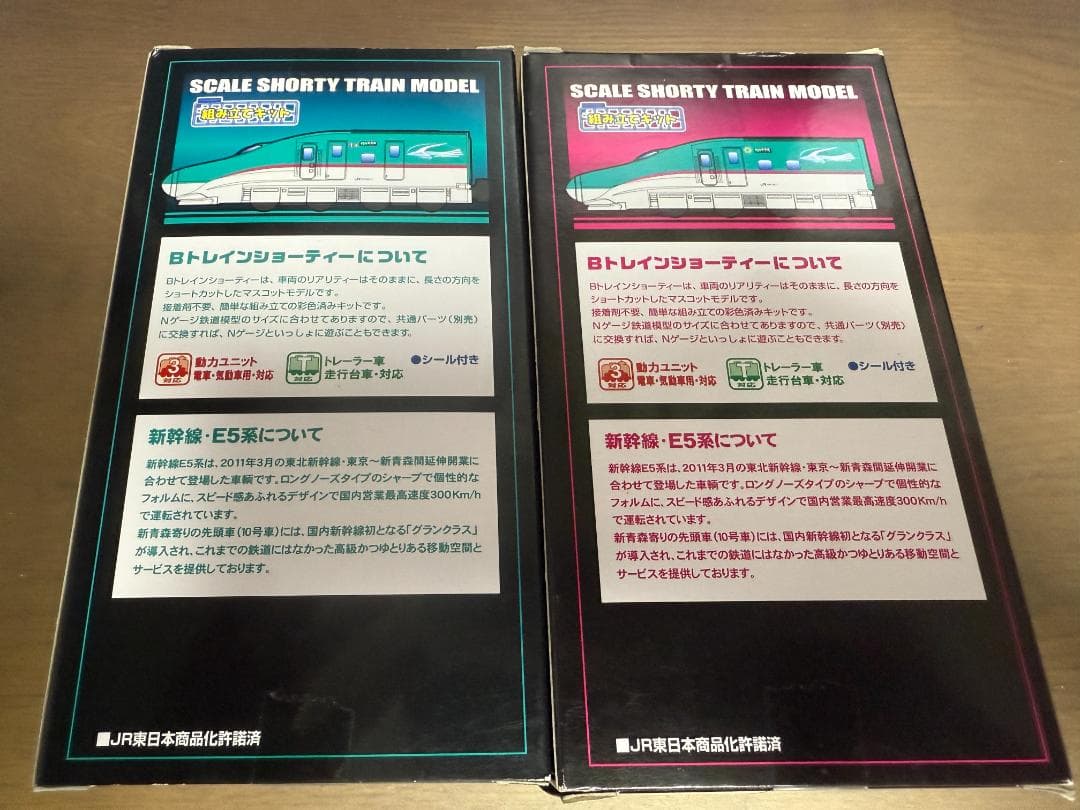 SCALE SHORTY TRAIN MODEL
組み立てキット
Bトレインショーティーについて
Bトレインショーティーは、車両のリアリティーはそのままに、長さの方向を
ショートカットしたマスコットモデルです。
接着剤不要、簡単な組み立ての彩色済みキットです。
Nゲージ鉄道模型のサイズに合わせてありますので、共通パーツ(別売)
に交換すれば、Nゲージといっしょに遊ぶこともできます。
3
対応
動力ユニット
電車・気動車用・対応
11
対応
トレーラー車
走行台車・対応
●シール付き
新幹線・E5系について
新幹線E5系は、2011年3月の東北新幹線・東京〜新青森間延伸開業に
合わせて登場した車輌です。ロングノーズタイプのシャープで個性的な
フォルムに、スピード感あふれるデザインで国内営業最高速度300Km/h
で運転されています。
新青森寄りの先頭車(10号車)には、国内新幹線初となる「グランクラス」
が導入され、これまでの鉄道にはなかった高級かつゆとりある移動空間と
サービスを提供しております。
■JR東日本商品化許諾済
SCALE SHORTY TRAIN MODEL
組み立てキット
Bトレインショーティーについて
Bトレインショーティーは、車両のリアリティーはそのままに、長さの方向を
ショートカットしたマスコットモデルです。
接着剤不要、簡単な組み立ての彩色済みキットです。
Nゲージ鉄道模型のサイズに合わせてありますので、共通パーツ(別売)
に交換すれば、Nゲージといっしょに遊ぶこともできます。
3
対応
動力ユニット
電車・気動車用・対応
11
対応
トレーラー車
走行台車・対応
●シール付き
新幹線・E5系について
新幹線E5系は、2011年3月の東北新幹線・東京〜新青森間延伸開業に
合わせて登場した車輌です。ロングノーズタイプのシャープで個性的な
フォルムに、スピード感あふれるデザインで国内営業最高速度300Km/h
で運転されています。
新青森寄りの先頭車(10号車)には、国内新幹線初となる「グランクラス」
が導入され、これまでの鉄道にはなかった高級かつゆとりある移動空間と
サービスを提供しております。
■JR東日本商品化許諾済